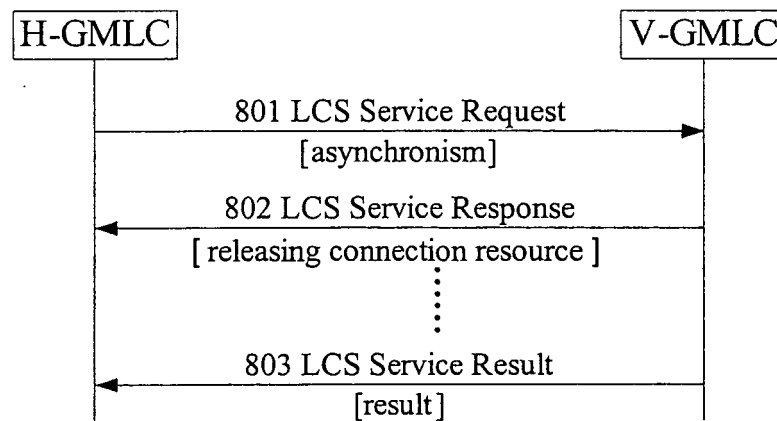 H-GMLC
V-GMLC
801 LCS Service Request
[asynchronism]
802 LCS Service Response
[ releasing connection resource ]
803 LCS Service Result
[result]